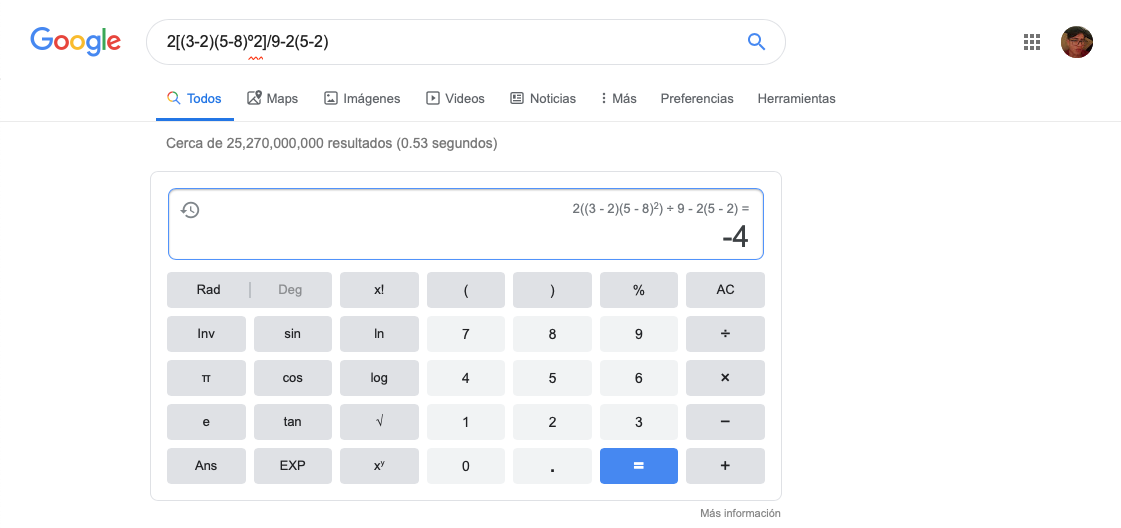 Google
2[(3-2)(5-8)º2]/9-2(5-2)
Todos Maps Imágenes Videos Noticias Más Preferencias Herramientas
Cerca de 25,270,000,000 resultados (0.53 segundos)
2((3 - 2)(5 - 8)²) ÷ 9 - 2(5 - 2) =
-4
Rad | Deg x! ( ) % AC
Inv sin ln 7 8 9 ÷
π cos log 4 5 6 ×
e tan √ 1 2 3 −
Ans EXP xʸ 0 . = +
Más información